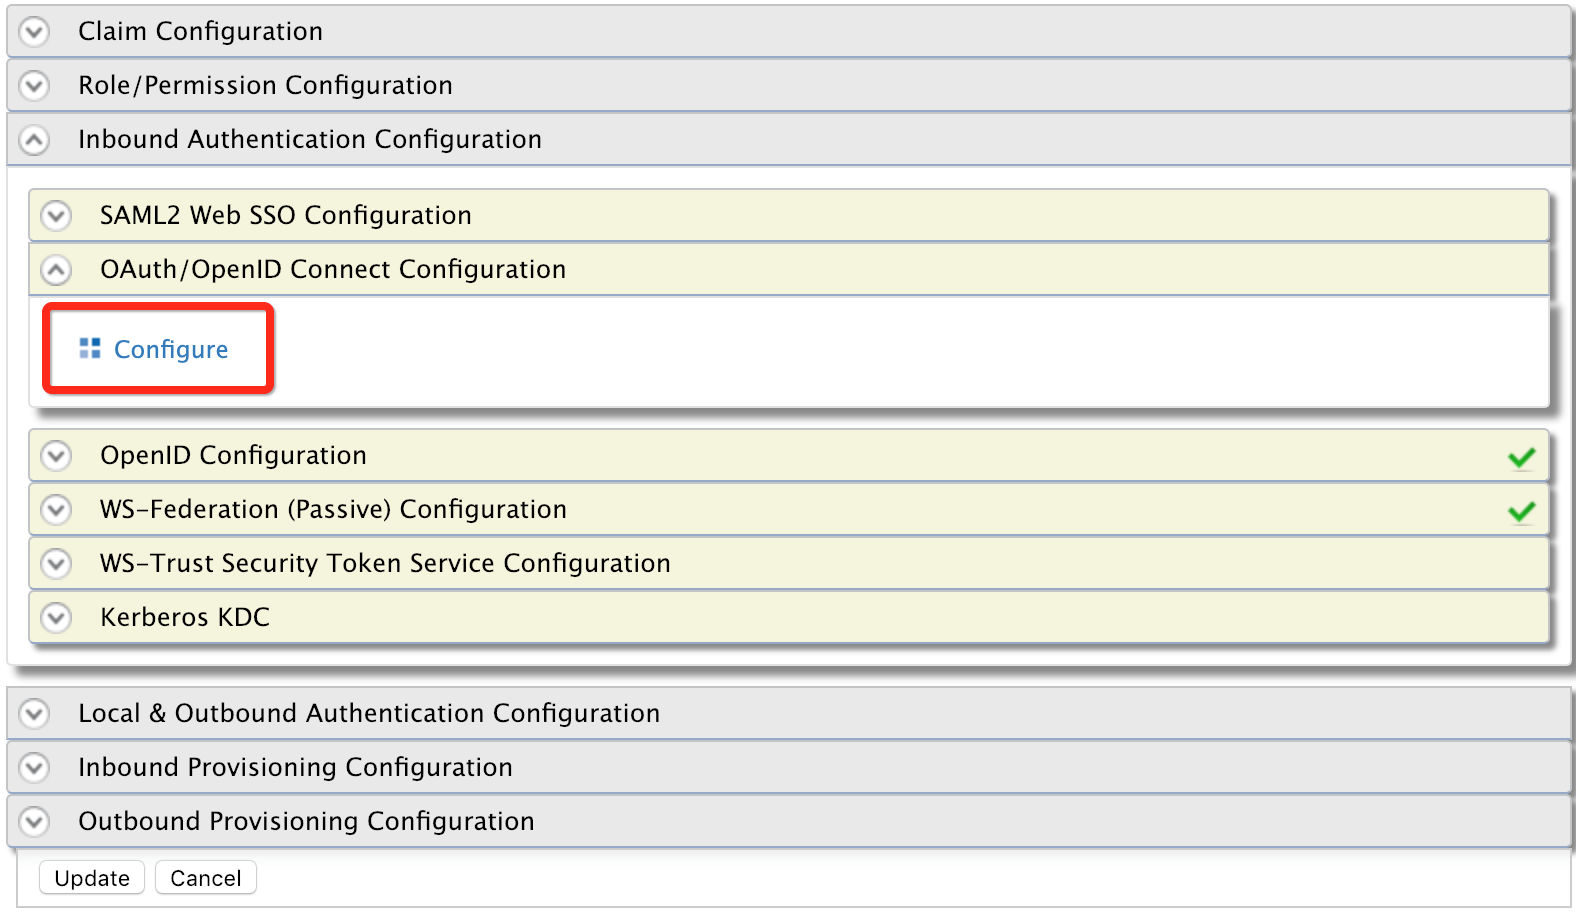 Claim Configuration
Role/Permission Configuration
Inbound Authentication Configuration
SAML2 Web SSO Configuration
OAuth/OpenID Connect Configuration
Configure
OpenID Configuration
WS-Federation (Passive) Configuration
WS-Trust Security Token Service Configuration
Kerberos KDC
Local & Outbound Authentication Configuration
Inbound Provisioning Configuration
Outbound Provisioning Configuration
Update Cancel